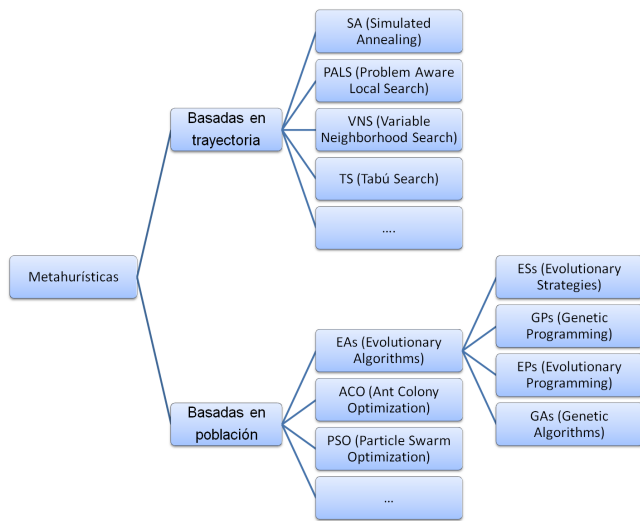 Metahurísticas
Basadas en
trayectoria
SA (Simulated
Annealing)
PALS (Problem Aware
Local Search)
VNS (Variable
Neighborhood Search)
TS (Tabú Search)
….
Basadas en
población
EAs (Evolutionary
Algorithms)
ESs (Evolutionary
Strategies)
GPs (Genetic
Programming)
EPs (Evolutionary
Programming)
GAs (Genetic
Algorithms)
ACO (Ant Colony
Optimization)
PSO (Particle Swarm
Optimization)
…